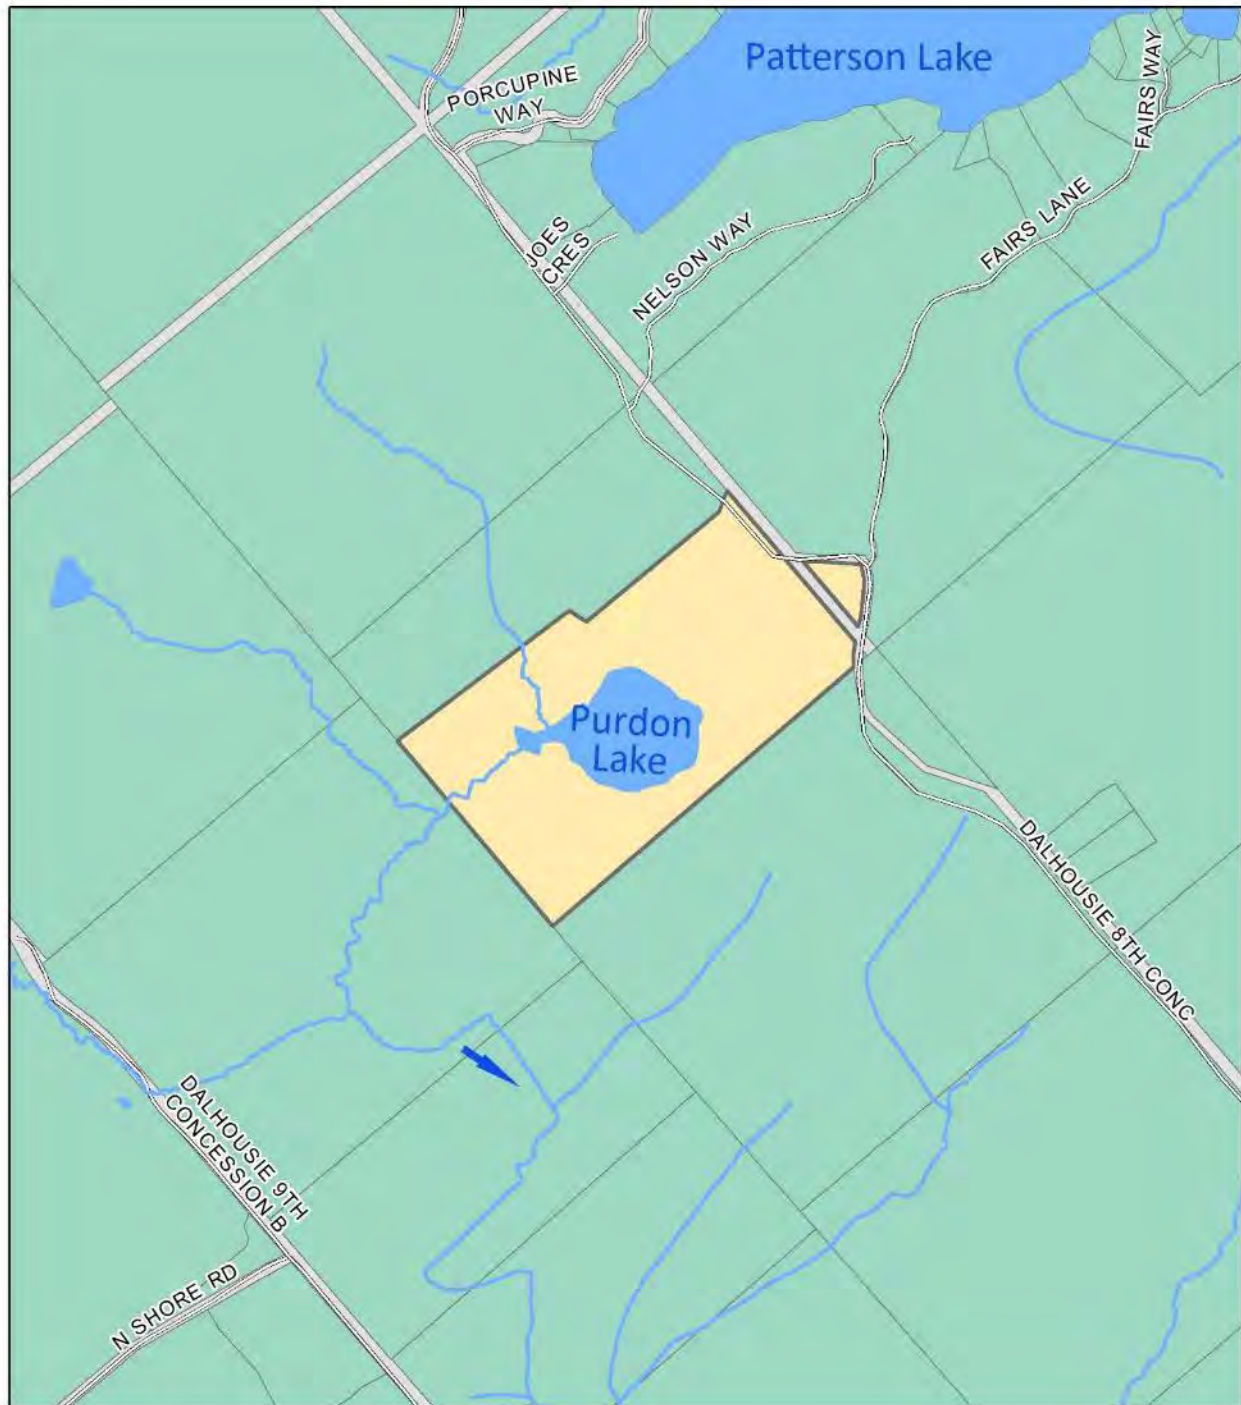 Patterson Lake
PORCUPINE
WAY
FAIRS WAY
JOES
CRES
NELSON WAY
FAIRS LANE
Purdon
Lake
DALHOUSIE 8TH CONC
DALHOUSIE 9TH
CONCESSION B
N SHORE RD